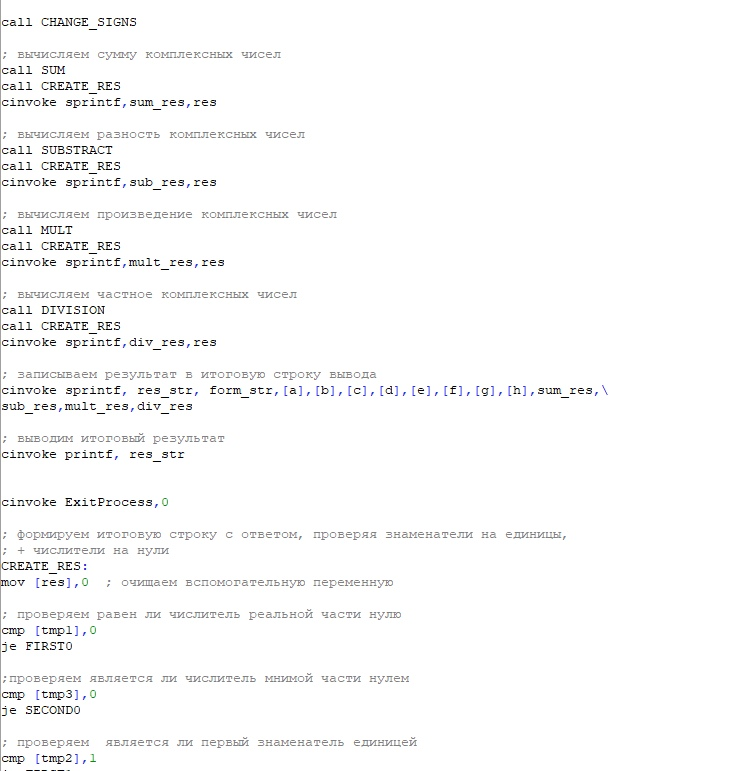 call CHANGE_SIGNS
; вычисляем сумму комплексных чисел
call SUM
call CREATE_RES
cinvoke sprintf,sum_res,res
; вычисляем разность комплексных чисел
call SUBSTRACT
call CREATE_RES
cinvoke sprintf,sub_res,res
; вычисляем произведение комплексных чисел
call MULT
call CREATE_RES
cinvoke sprintf,mult_res,res
; вычисляем частное комплексных чисел
call DIVISION
call CREATE_RES
cinvoke sprintf,div_res,res
; записываем результат в итоговую строку вывода
cinvoke sprintf, res_str, form_str,[a],[b],[c],[d],[e],[f],[g],[h],sum_res,\
sub_res,mult_res,div_res
; выводим итоговый результат
cinvoke printf, res_str
cinvoke ExitProcess,0
; формируем итоговую строку с ответом, проверяя знаменатели на единицы,
; + числители на нули
CREATE_RES:
mov [res],0  ; очищаем вспомогательную переменную
; проверяем равен ли числитель реальной части нулю
cmp [tmp1],0
je FIRST0
;проверяем является ли числитель мнимой части нулем
cmp [tmp3],0
je SECOND0
; проверяем  является ли первый знаменатель единицей
cmp [tmp2],1